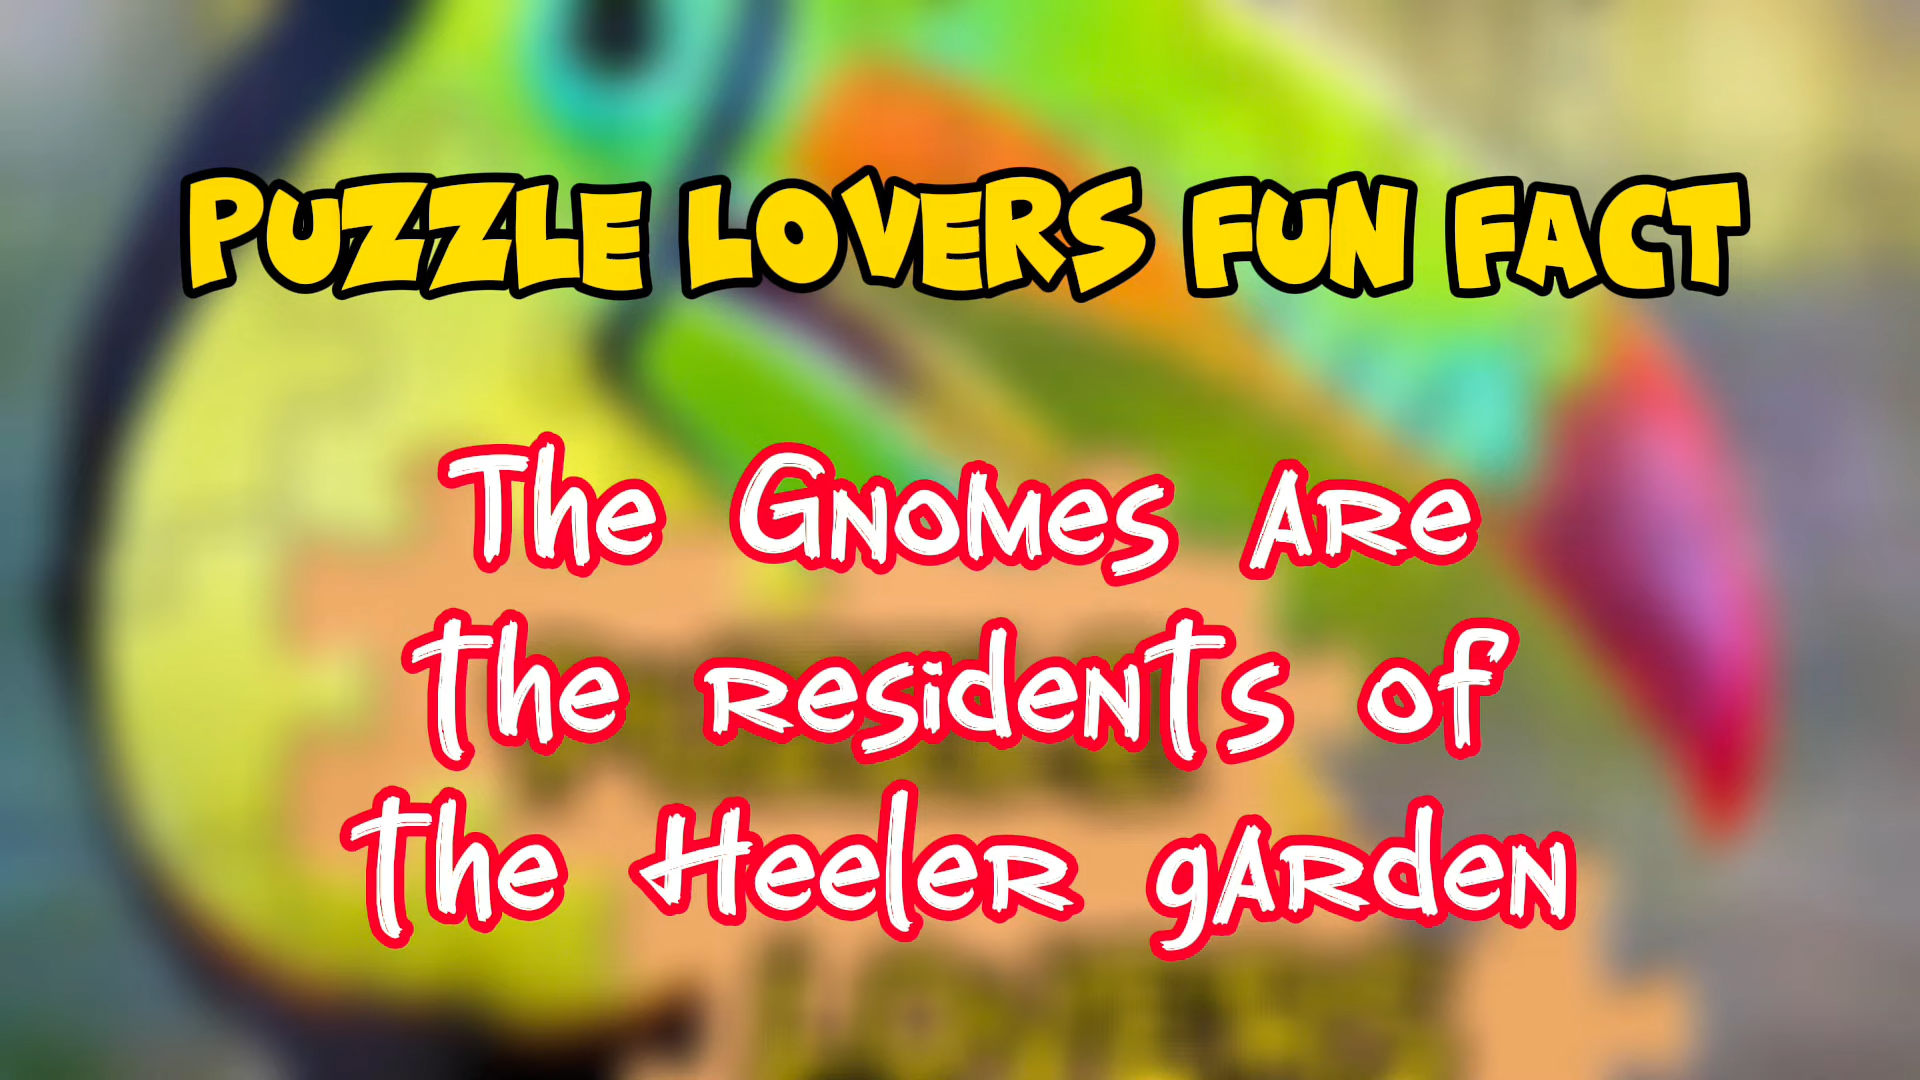 PUZZLE LOVERS FUN FACT
The Gnomes are
the residents of
the Heeler garden